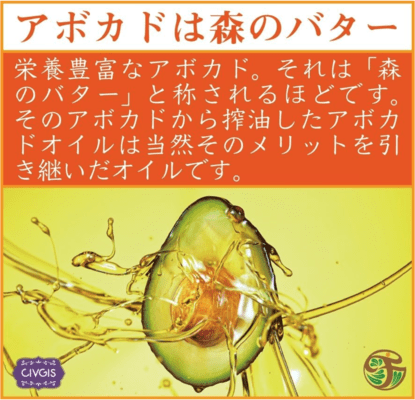 アボカドは森のバター
栄養豊富なアボカド。それは「森
のバター」と称されるほどです。
そのアボカドから搾油したアボカ
ドオイルは当然そのメリットを引
き継いだオイルです。
CIVGIS